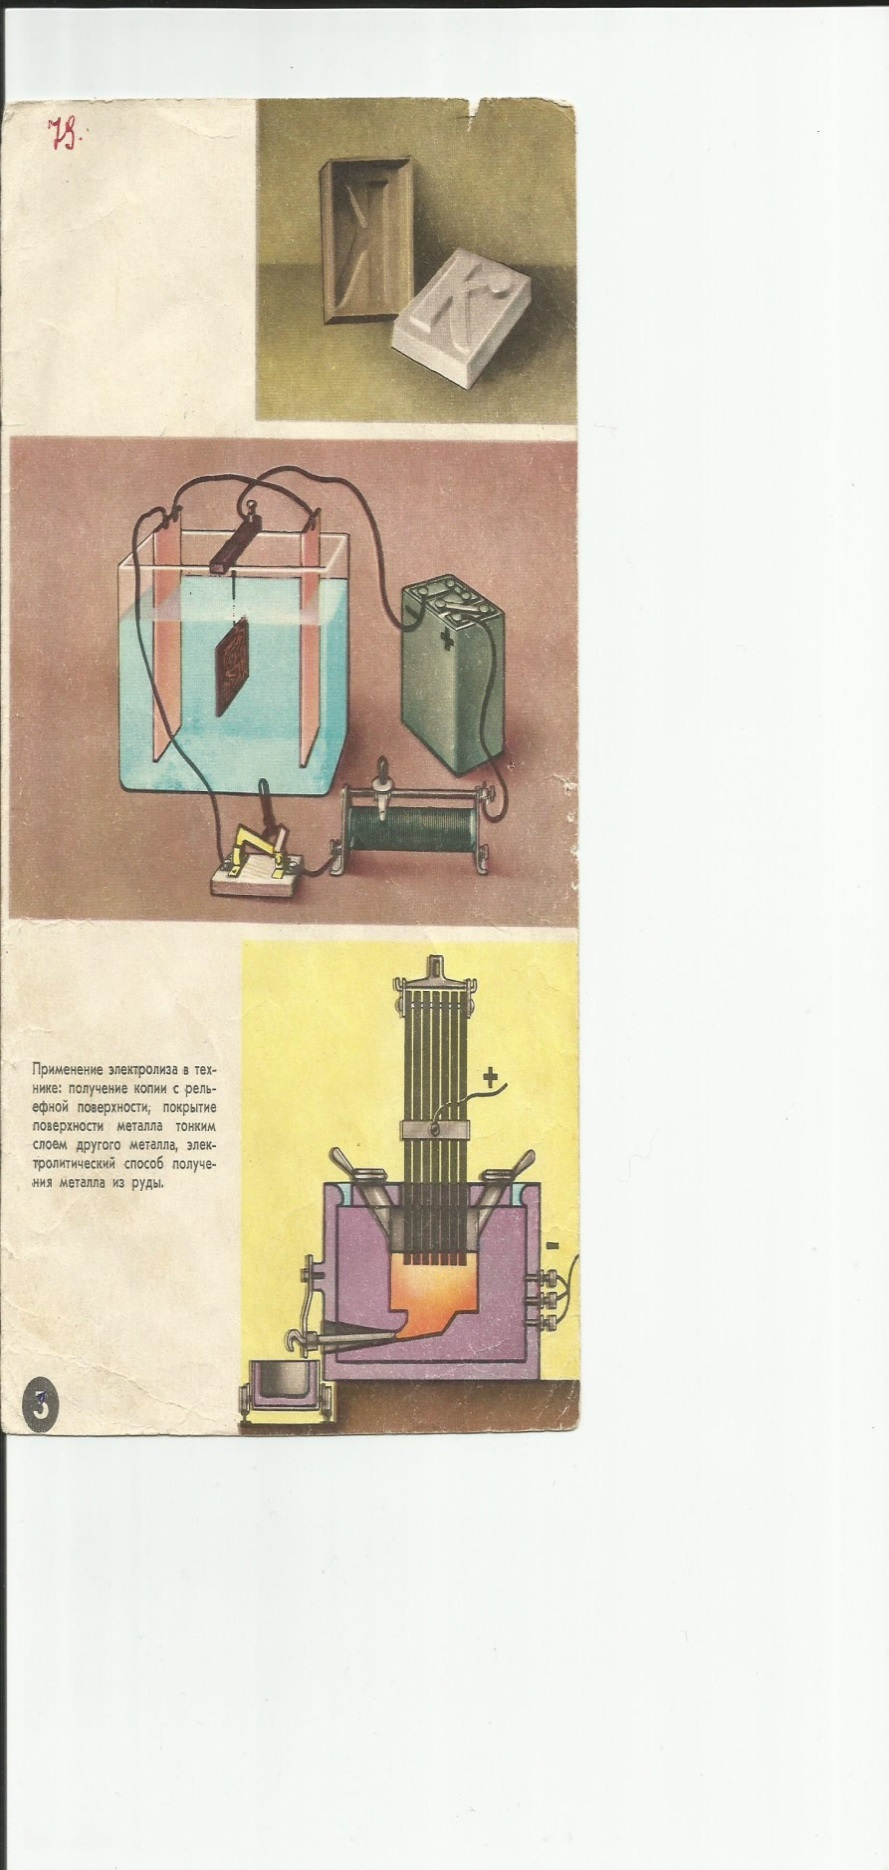 79.
К
+
Применение электролиза в тех-
нике: получение копии с рель-
ефной поверхности, покрытие
поверхности металла тонким
слоем другого металла, элек-
тролитический способ получе-
ния металла из руды.
+
-
3